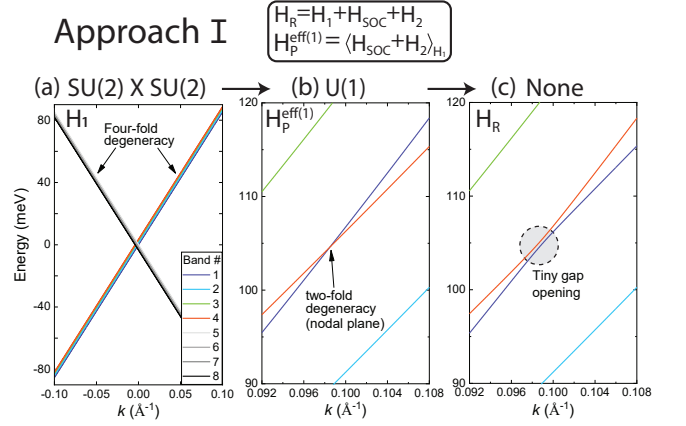 Approach I
H_R=H_1+H_SOC+H_2
H_P^eff(1)=⟨H_SOC+H_2⟩_H_1
(a) SU(2) X SU(2)
(b) U(1)
(c) None
H_1
Four-fold
degeneracy
Energy (meV)
80
40
0
-40
-80
-0.10 -0.05 0.00 0.05 0.10
k (Å⁻¹)
Band #
1
2
3
4
5
6
7
8
H_P^eff(1)
120
110
100
90
two-fold
degeneracy
(nodal plane)
0.092 0.096 0.100 0.104 0.108
k (Å⁻¹)
H_R
120
110
100
90
Tiny gap
opening
0.092 0.096 0.100 0.104 0.108
k (Å⁻¹)